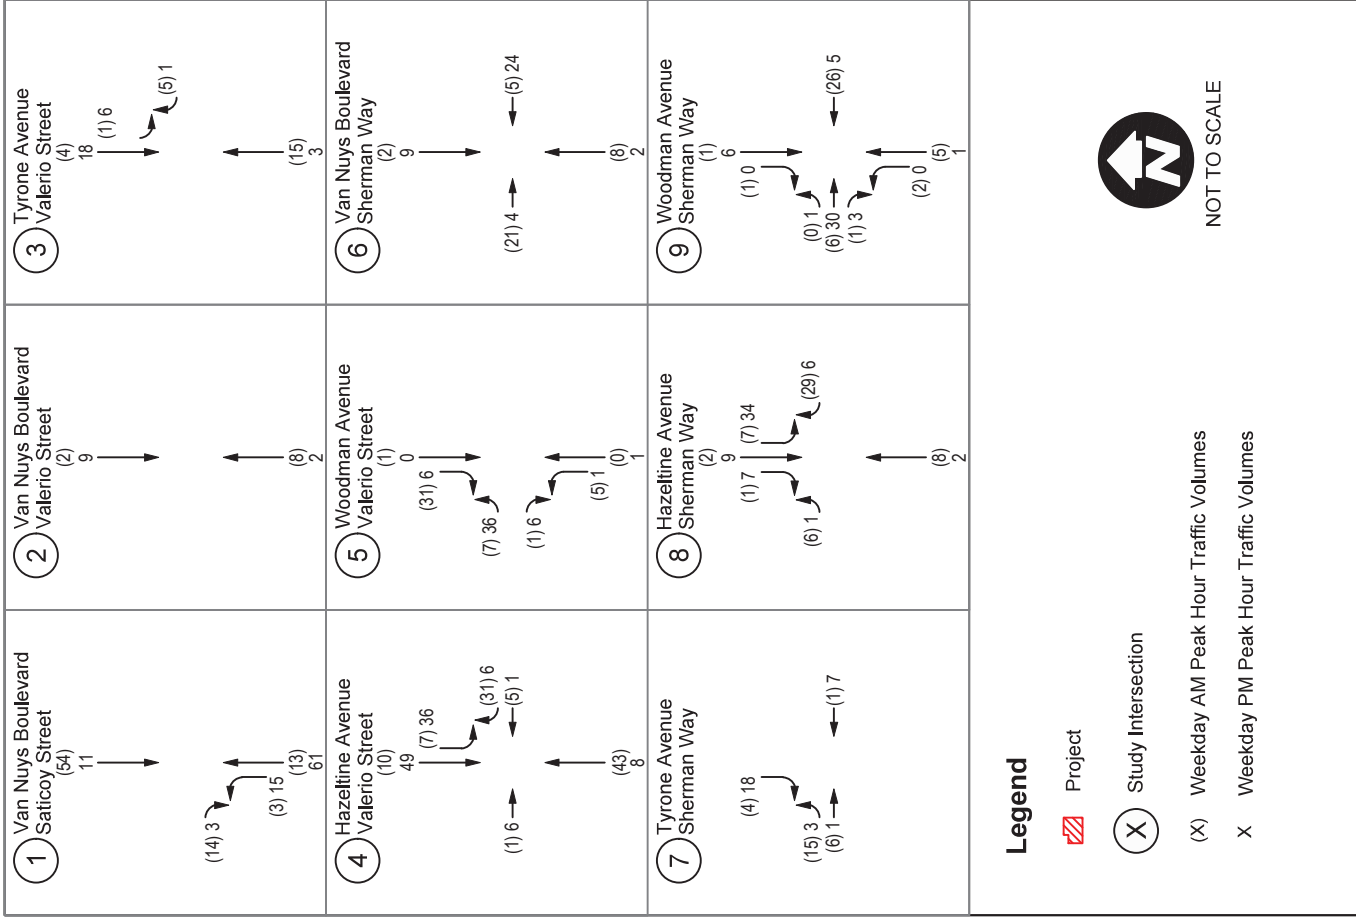 1
Van Nuys Boulevard
Saticoy Street
(54)
11
(14) 3
(3) 15
(13)
61
2
Van Nuys Boulevard
Valerio Street
(2)
9
(8)
2
3
Tyrone Avenue
Valerio Street
(4)
18
(1) 6
(5) 1
(15)
3
4
Hazeltine Avenue
Valerio Street
(10)
49
(7) 36
(31) 6
(5) 1
(1) 6
(43)
8
5
Woodman Avenue
Valerio Street
(1)
0
(31) 6
(7) 36
(1) 6
(5) 1
(0)
1
6
Van Nuys Boulevard
Sherman Way
(2)
9
(5) 24
(21) 4
(8)
2
7
Tyrone Avenue
Sherman Way
(4) 18
(15) 3
(6) 1
(1) 7
8
Hazeltine Avenue
Sherman Way
(2)
9
(1) 7
(7) 34
(29) 6
(6) 1
(8)
2
9
Woodman Avenue
Sherman Way
(1)
6
(1) 0
(26) 5
(0) 1
(6) 30
(1) 3
(2) 0
(5)
1
Legend
Project
X Study Intersection
(X) Weekday AM Peak Hour Traffic Volumes
X Weekday PM Peak Hour Traffic Volumes
N
NOT TO SCALE